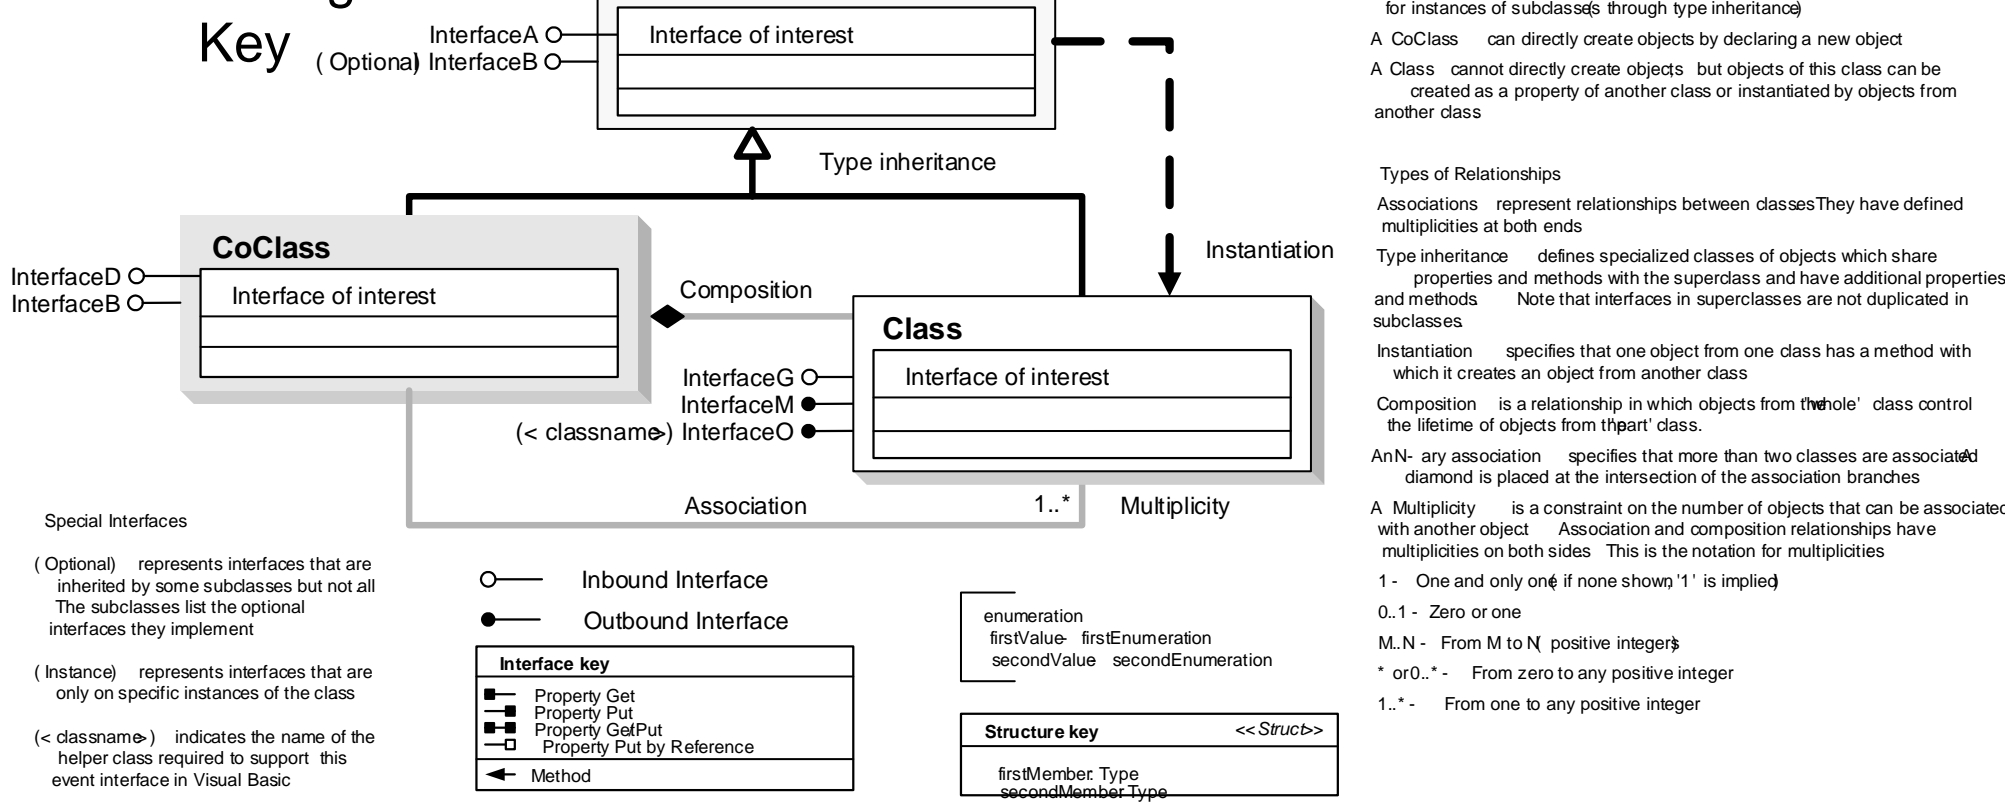 Key
InterfaceA
( Optional) InterfaceB
Interface of interest
Type inheritance
CoClass
InterfaceD
InterfaceB
Interface of interest
Composition
Instantiation
Class
InterfaceG
InterfaceM
(< classname>) InterfaceO
Interface of interest
Association
1..*
Multiplicity
Special Interfaces
( Optional) represents interfaces that are
inherited by some subclasses but not all
The subclasses list the optional
interfaces they implement
( Instance) represents interfaces that are
only on specific instances of the class
(< classname> ) indicates the name of the
helper class required to support this
event interface in Visual Basic
Inbound Interface
Outbound Interface
Interface key
Property Get
Property Put
Property Get/Put
Property Put by Reference
Method
enumeration
firstValue- firstEnumeration
secondValue secondEnumeration
Structure key <<Struct>>
firstMember: Type
secondMember Type
for instances of subclasses(s through type inheritance)
A CoClass can directly create objects by declaring a new object
A Class cannot directly create objects, but objects of this class can be
created as a property of another class or instantiated by objects from
another class
Types of Relationships
Associations represent relationships between classes They have defined
multiplicities at both ends
Type inheritance defines specialized classes of objects which share
properties and methods with the superclass and have additional properties
and methods. Note that interfaces in superclasses are not duplicated in
subclasses.
Instantiation specifies that one object from one class has a method with
which it creates an object from another class
Composition is a relationship in which objects from the 'whole' class control
the lifetime of objects from the 'part' class.
An N- ary association specifies that more than two classes are associated A
diamond is placed at the intersection of the association branches
A Multiplicity is a constraint on the number of objects that can be associated
with another object. Association and composition relationships have
multiplicities on both sides This is the notation for multiplicities
1 - One and only one( if none shown, '1' is implied)
0..1 - Zero or one
M..N - From M to N( positive integers)
* or 0..* - From zero to any positive integer
1..* - From one to any positive integer